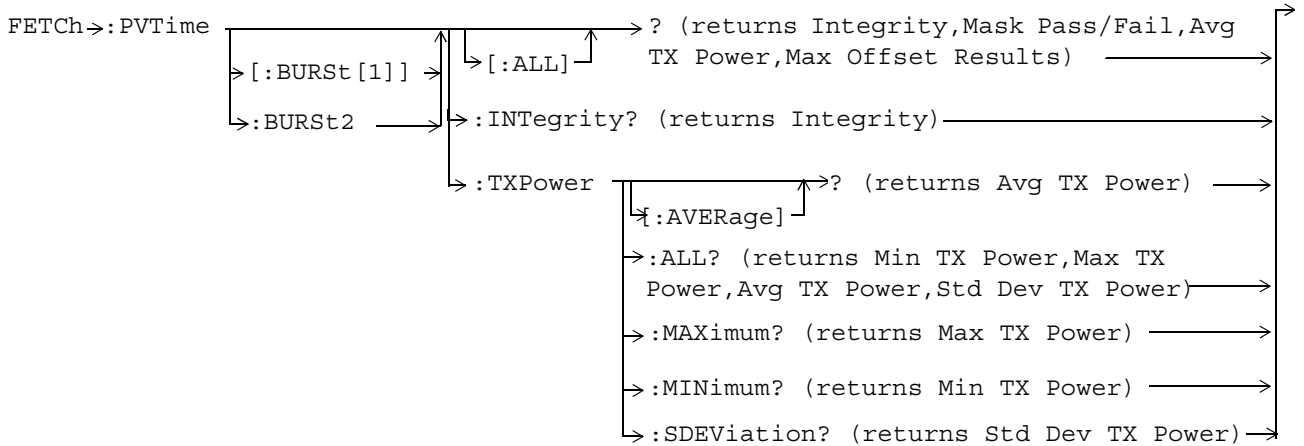 FETCh:PVTime ? (returns Integrity,Mask Pass/Fail,Avg
[:BURSt[1]] [:ALL] TX Power,Max Offset Results)
:BURSt2 :INTegrity? (returns Integrity)
:TXPower ? (returns Avg TX Power)
[:AVERage]
:ALL? (returns Min TX Power,Max TX
Power,Avg TX Power,Std Dev TX Power)
:MAXimum? (returns Max TX Power)
:MINimum? (returns Min TX Power)
:SDEViation? (returns Std Dev TX Power)